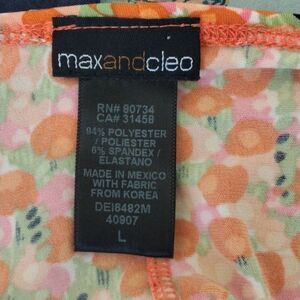 maxandcleo
RN# 80734
CA# 31458
94% POLYESTER
/ POLIESTER
6% SPANDEX /
ELASTANO
MADE IN MEXICO
WITH FABRIC
FROM KOREA
DEI8482M
40907
L